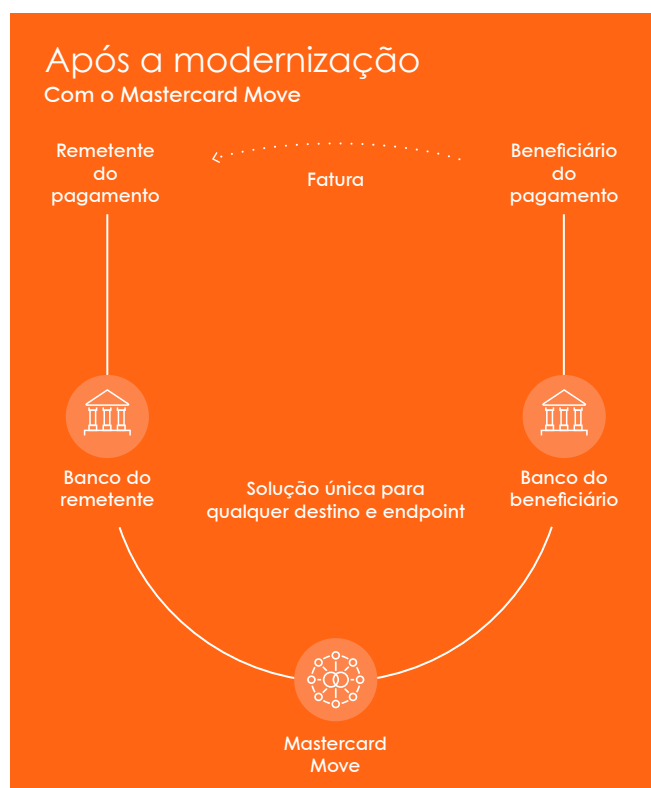 Após a modernização
Com o Mastercard Move
Remetente
do
pagamento
Fatura
Beneficiário
do
pagamento
Banco do
remetente
Solução única para
qualquer destino e endpoint
Banco do
beneficiário
Mastercard
Move